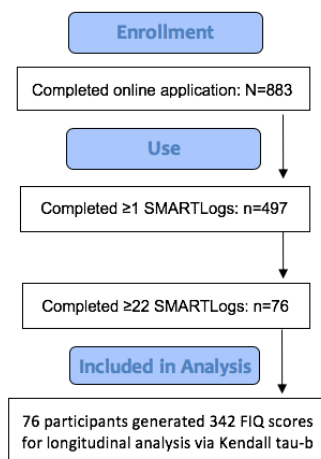 Enrollment
Completed online application: N=883
Use
Completed ≥1 SMARTLogs: n=497
Completed ≥22 SMARTLogs: n=76
Included in Analysis
76 participants generated 342 FIQ scores
for longitudinal analysis via Kendall tau-b